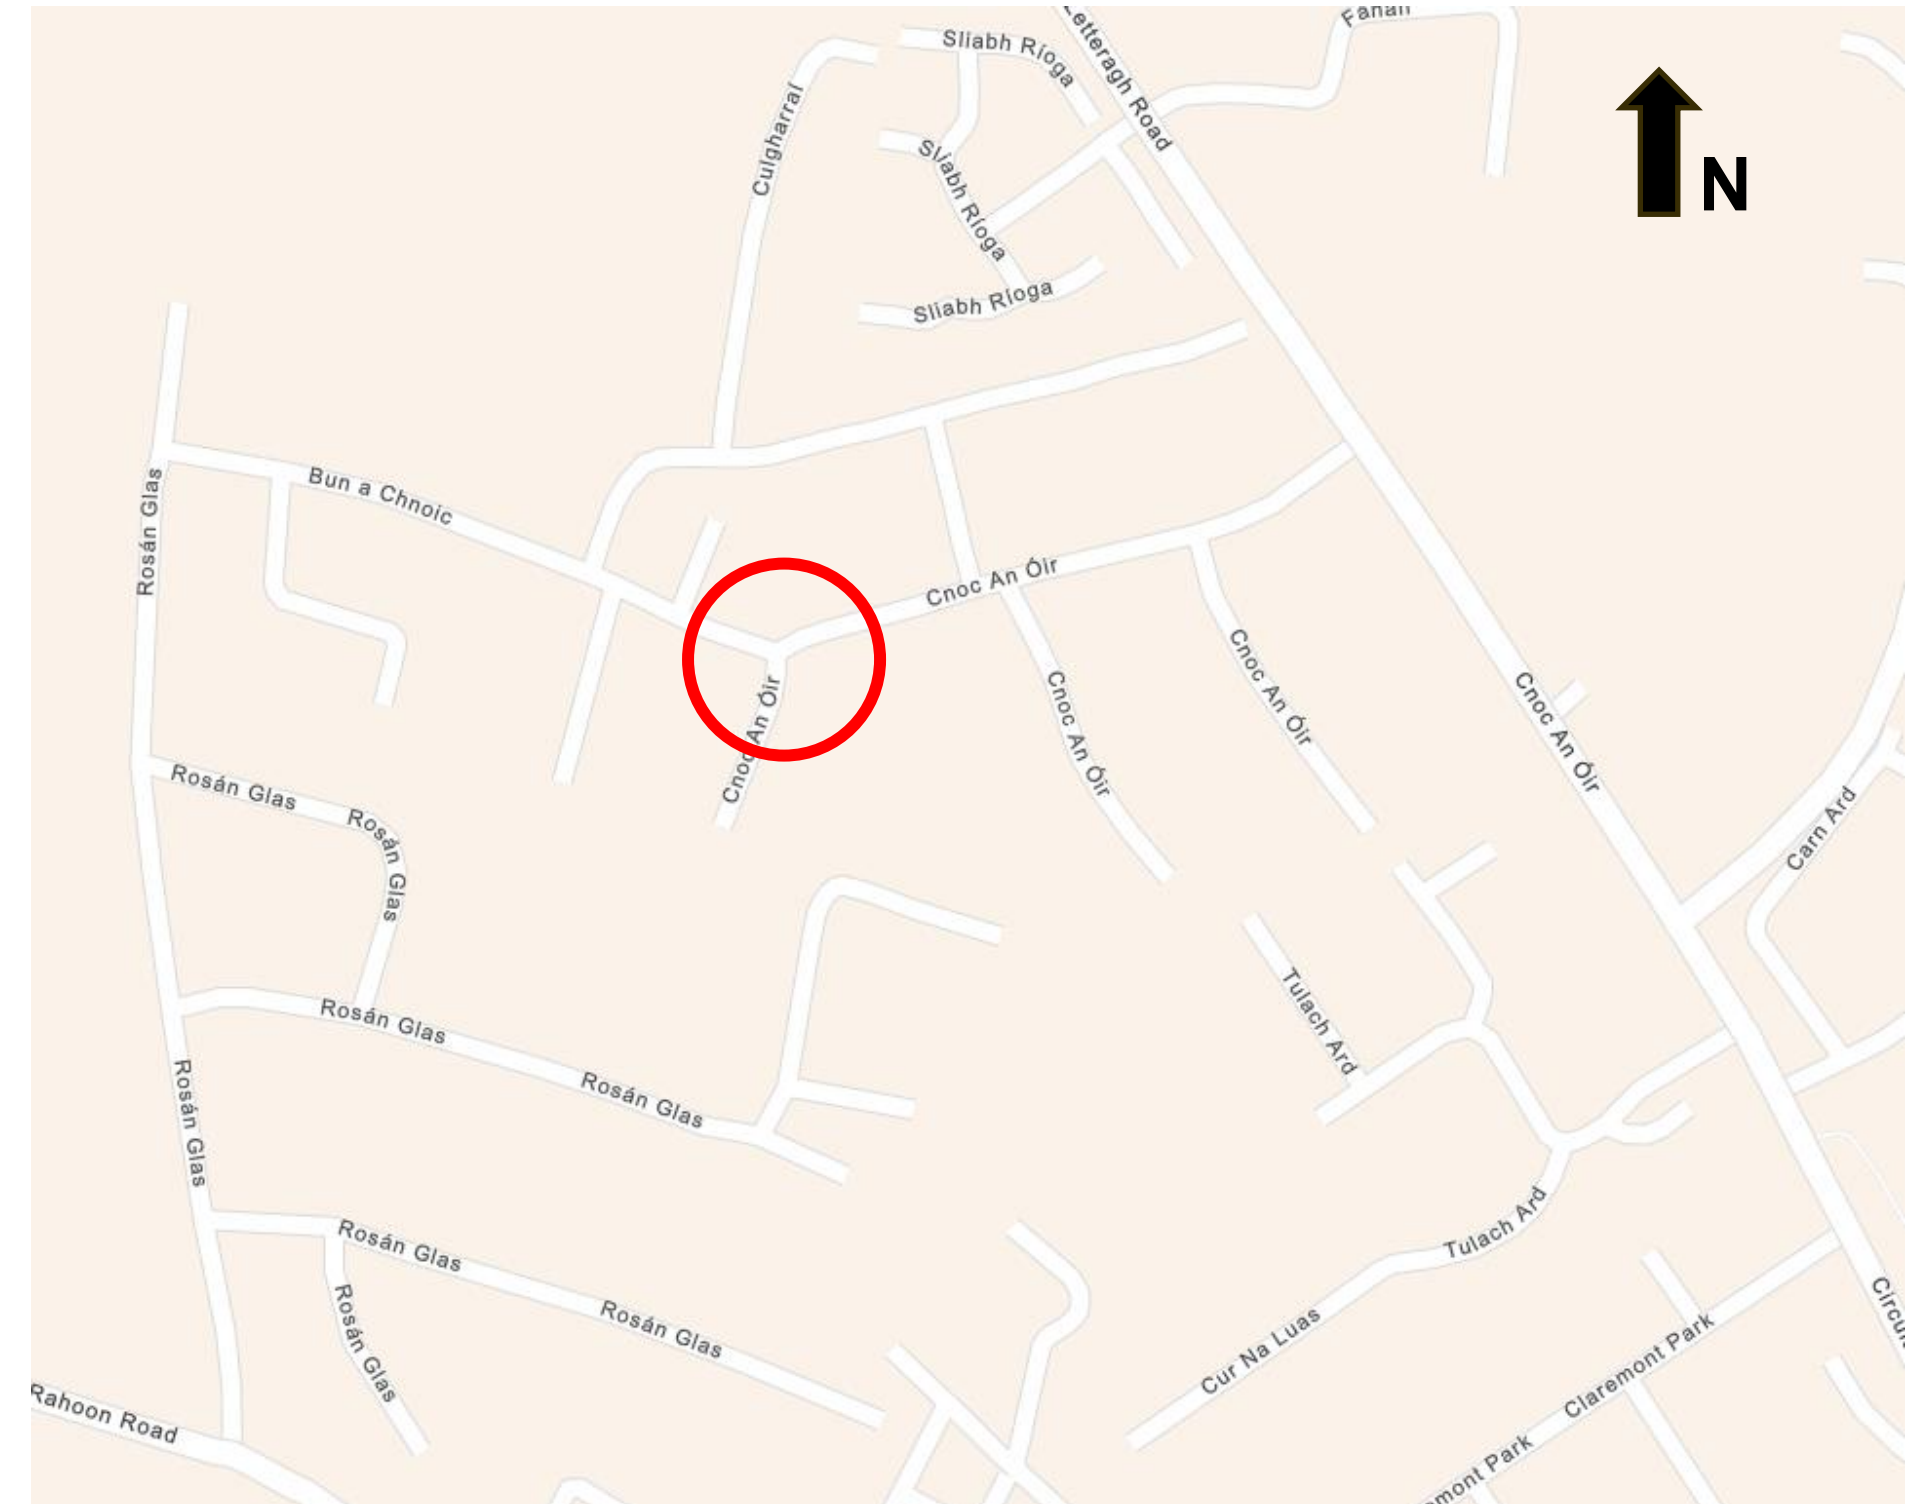 Fanail
Letteragh Road
Sliabh Ríoga
Culgharraí
N
Sliabh Ríoga
Sliabh Ríoga
Rosán Glas
Bun a Chnoic
Cnoc An Óir
Cnoc An Óir
Cnoc An Óir
Cnoc An Óir
Cnoc An Óir
Rosán Glas
Rosán Glas
Carn Ard
Rosán Glas
Tulach Ard
Rosán Glas
Rosán Glas
Tulach Ard
Rosán Glas
Rosán Glas
Rosán Glas
Cur Na Luas
Claremont Park
Rahoon Road
mont Park